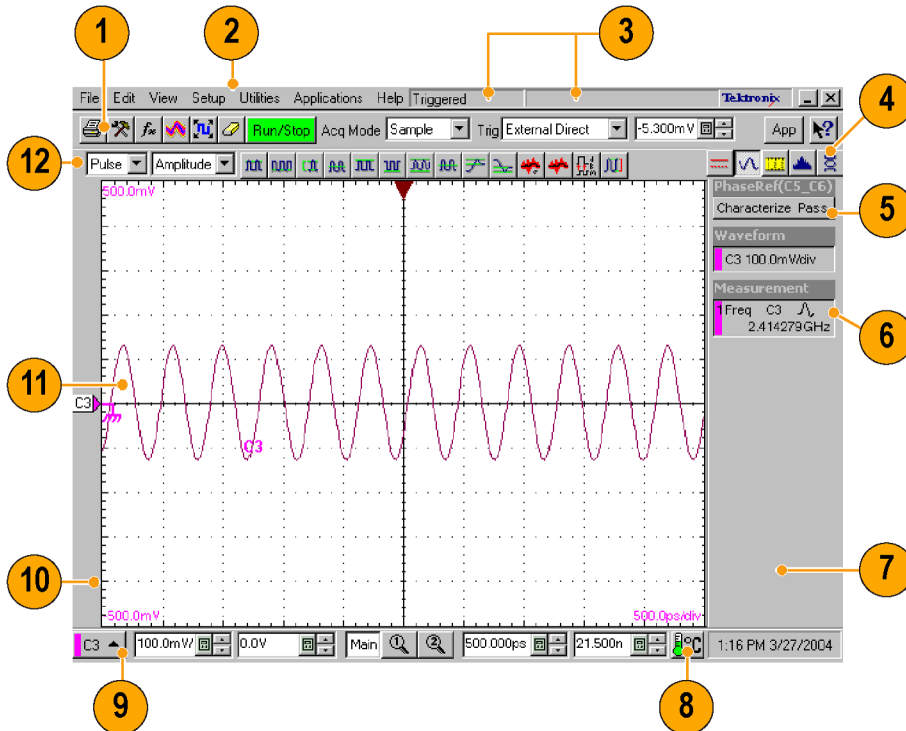 1
2
3
4
12
5
6
11
7
10
9
8
File Edit View Setup Utilities Applications Help Triggered
Tektronix
Run/Stop Acq Mode Sample Trig External Direct -5.300mV App
Pulse Amplitude
500.0mV
PhaseRef(C5_C6)
Characterize Pass
Waveform
C3 100.0mV/div
Measurement
1 Freq C3
2.414279GHz
C3
C3
-500.0mV
500.0ps/div
C3 100.0mV/ 0.0V Main 1 2 500.000ps 21.500n °C 1:16 PM 3/27/2004